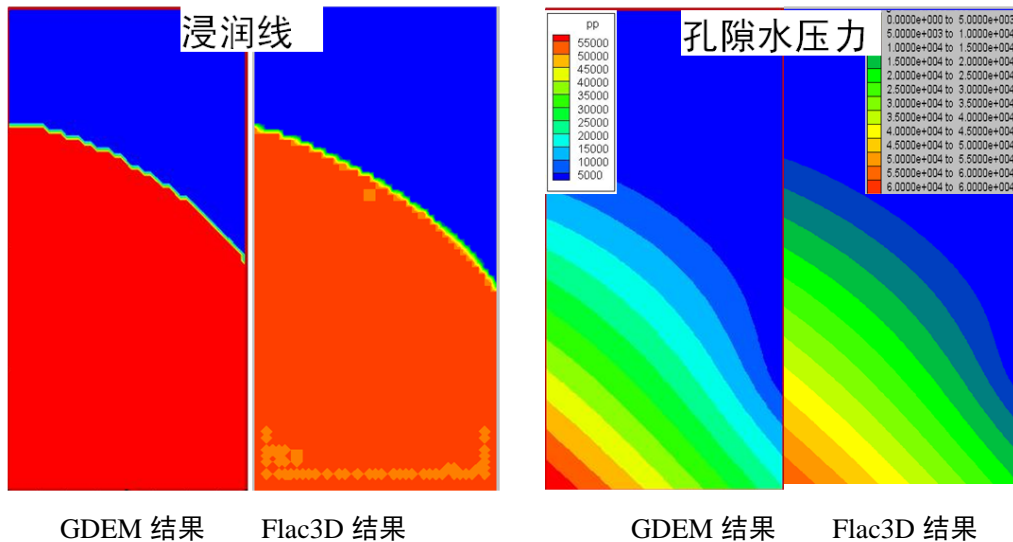 浸润线
孔隙水压力
pp
55000
50000
45000
40000
35000
30000
25000
20000
15000
10000
5000
0.0000e+000 to 5.0000e+003
5.0000e+003 to 1.0000e+004
1.0000e+004 to 1.5000e+004
1.5000e+004 to 2.0000e+004
2.0000e+004 to 2.5000e+004
2.5000e+004 to 3.0000e+004
3.0000e+004 to 3.5000e+004
3.5000e+004 to 4.0000e+004
4.0000e+004 to 4.5000e+004
4.5000e+004 to 5.0000e+004
5.0000e+004 to 5.5000e+004
5.5000e+004 to 6.0000e+004
6.0000e+004 to 6.0000e+004
GDEM 结果
Flac3D 结果
GDEM 结果
Flac3D 结果